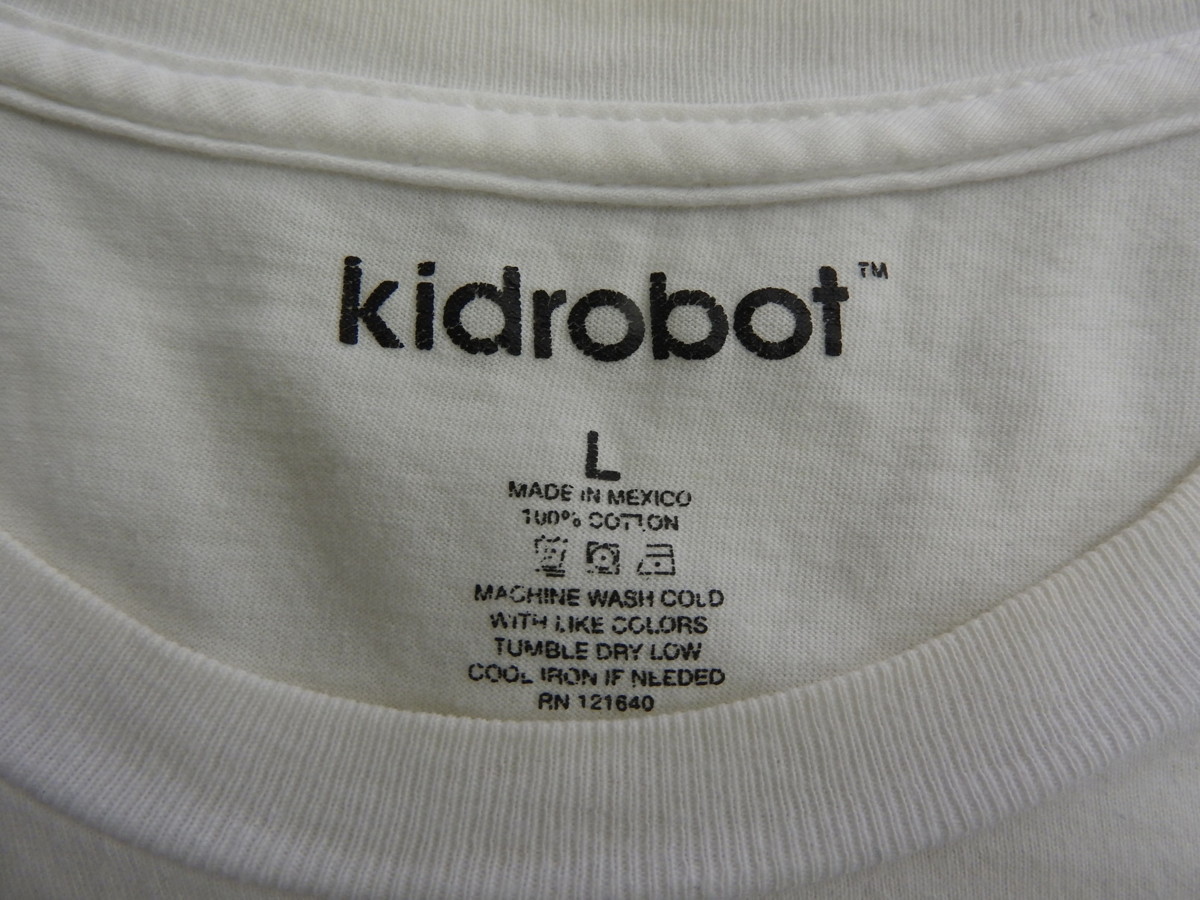 kidrobot™
L
MADE IN MEXICO
100% COTTON
MACHINE WASH COLD
WITH LIKE COLORS
TUMBLE DRY LOW
COOL IRON IF NEEDED
RN 121640